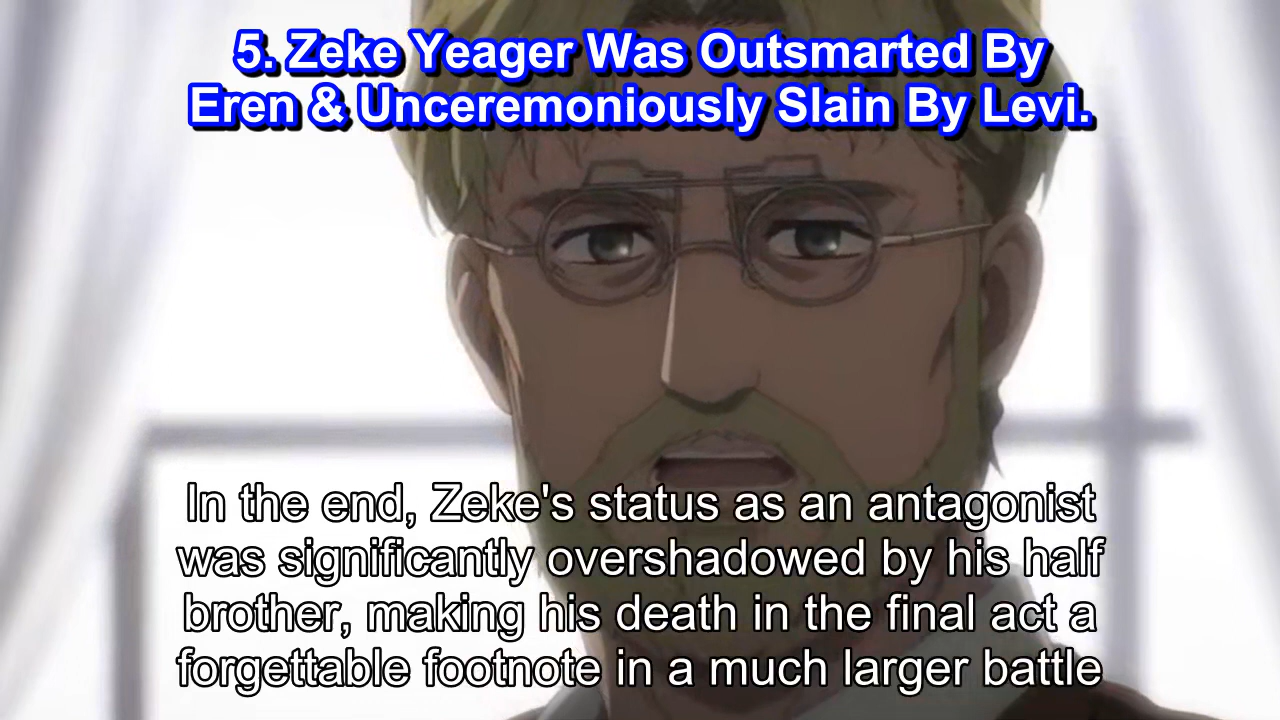 5. Zeke Yeager Was Outsmarted By
Eren & Unceremoniously Slain By Levi.
In the end, Zeke's status as an antagonist
was significantly overshadowed by his half
brother, making his death in the final act a
forgettable footnote in a much larger battle